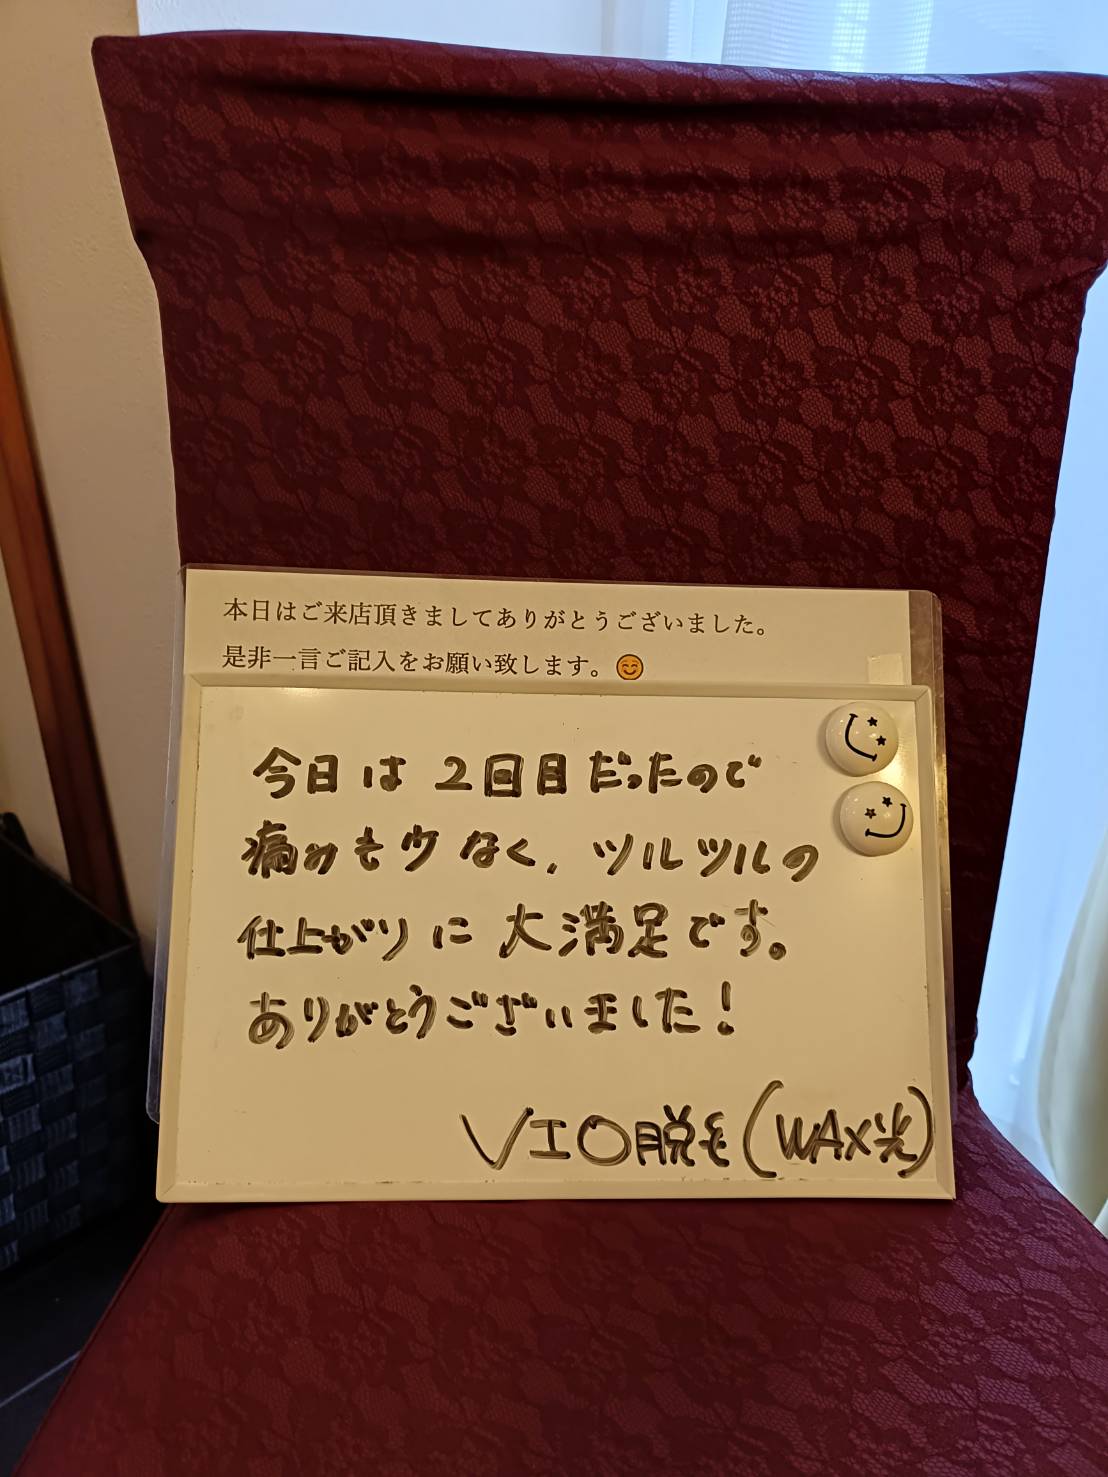 本日はご来店頂きましてありがとうございました。
是非一言ご記入をお願い致します。😊
今日は2回目だったので
痛みも少なく、ツルツルの
仕上がりに大満足です。
ありがとうございました!
VIO脱毛(WAX光)